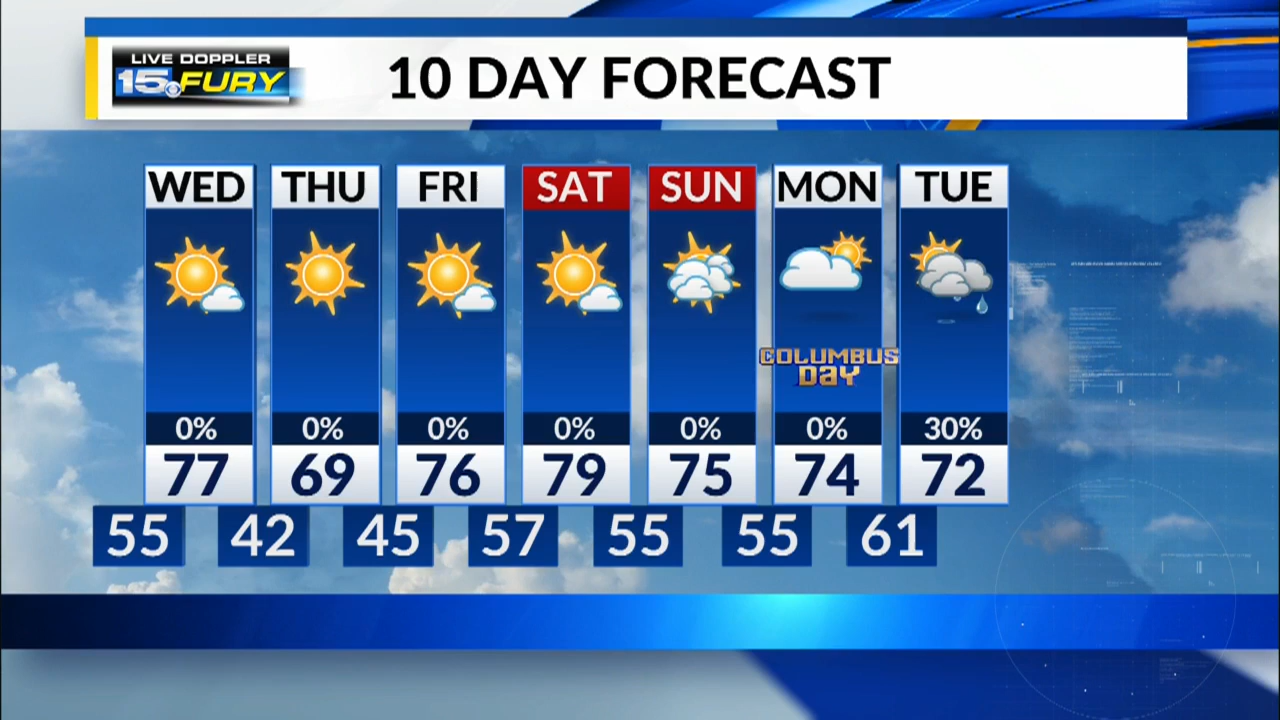 LIVE DOPPLER
15 FURY
10 DAY FORECAST
WED THU FRI SAT SUN MON TUE
COLUMBUS
DAY
0% 0% 0% 0% 0% 0% 30%
77 69 76 79 75 74 72
55 42 45 57 55 55 61